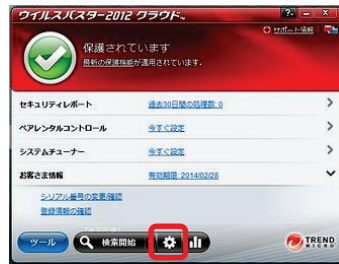 ウイルスバスター2012 クラウド™
サポート情報
保護されています
最新の保護機能が適用されています。
セキュリティレポート 過去30日間の処理数: 0
ペアレンタルコントロール 今すぐ設定
システムチューナー 今すぐ設定
お客さま情報 有効期限: 2014/02/28
シリアル番号の変更/確認
登録情報の確認
ツール 検索開始 TREND MICRO